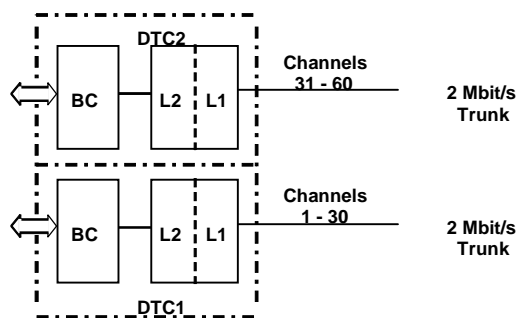 DTC2
BC
L2
L1
Channels
31 - 60
2 Mbit/s
Trunk
BC
L2
L1
Channels
1 - 30
2 Mbit/s
Trunk
DTC1